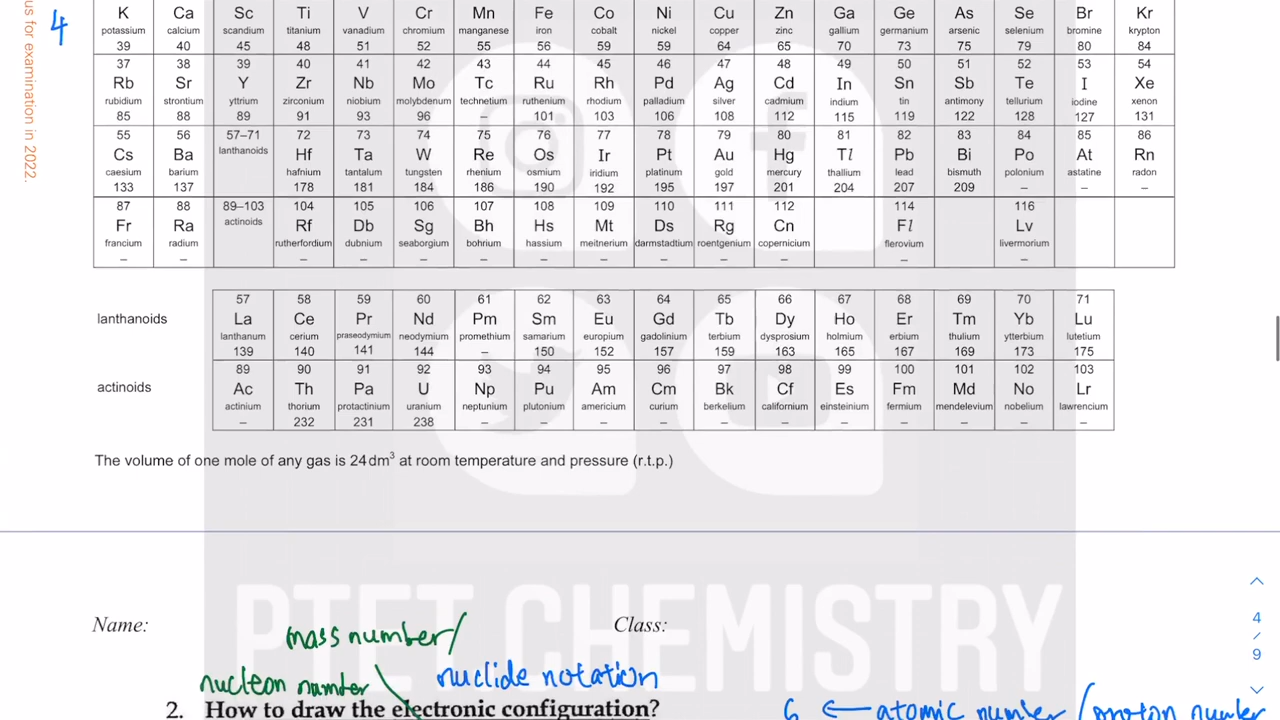 4
us for examination in 2022.
K Ca Sc Ti V Cr Mn Fe Co Ni Cu Zn Ga Ge As Se Br Kr
potassium calcium scandium titanium vanadium chromium manganese iron cobalt nickel copper zinc gallium germanium arsenic selenium bromine krypton
39 40 45 48 51 52 55 56 59 59 64 65 70 73 75 79 80 84
37 38 39 40 41 42 43 44 45 46 47 48 49 50 51 52 53 54
Rb Sr Y Zr Nb Mo Tc Ru Rh Pd Ag Cd In Sn Sb Te I Xe
rubidium strontium yttrium zirconium niobium molybdenum technetium ruthenium rhodium palladium silver cadmium indium tin antimony tellurium iodine xenon
85 88 89 91 93 96 – 101 103 106 108 112 115 119 122 128 127 131
55 56 57–71 72 73 74 75 76 77 78 79 80 81 82 83 84 85 86
Cs Ba lanthanoids Hf Ta W Re Os Ir Pt Au Hg Tl Pb Bi Po At Rn
caesium barium hafnium tantalum tungsten rhenium osmium iridium platinum gold mercury thallium lead bismuth polonium astatine radon
133 137 178 181 184 186 190 192 195 197 201 204 207 209 – – –
87 88 89–103 104 105 106 107 108 109 110 111 112 114 116
Fr Ra actinoids Rf Db Sg Bh Hs Mt Ds Rg Cn Fl Lv
francium radium rutherfordium dubnium seaborgium bohrium hassium meitnerium darmstadtium roentgenium copernicium flerovium livermorium
– – – – – – – – – – – – –
57 58 59 60 61 62 63 64 65 66 67 68 69 70 71
lanthanoids La Ce Pr Nd Pm Sm Eu Gd Tb Dy Ho Er Tm Yb Lu
lanthanum cerium praseodymium neodymium promethium samarium europium gadolinium terbium dysprosium holmium erbium thulium ytterbium lutetium
139 140 141 144 – 150 152 157 159 163 165 167 169 173 175
89 90 91 92 93 94 95 96 97 98 99 100 101 102 103
actinoids Ac Th Pa U Np Pu Am Cm Bk Cf Es Fm Md No Lr
actinium thorium protactinium uranium neptunium plutonium americium curium berkelium californium einsteinium fermium mendelevium nobelium lawrencium
– 232 231 238 – – – – – – – – – – –
The volume of one mole of any gas is 24 dm³ at room temperature and pressure (r.t.p.)
PTET CHEMISTRY
Name: Class:
mass number/
nucleon number nuclide notation
2. How to draw the electronic configuration?
6 ← atomic number / proton number
4
/
9